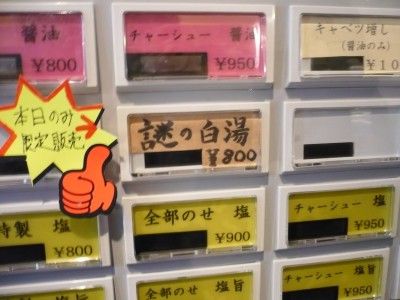 醤油
¥800
チャーシュー 醤油
¥950
キャベツ増し
(醤油のみ)
¥10
本日のみ
限定販売
謎の白湯
¥800
特製 塩
¥800
全部のせ 塩
¥900
チャーシュー 塩
¥950
塩旨
全部のせ 塩旨
チャーシュー 塩旨
¥950